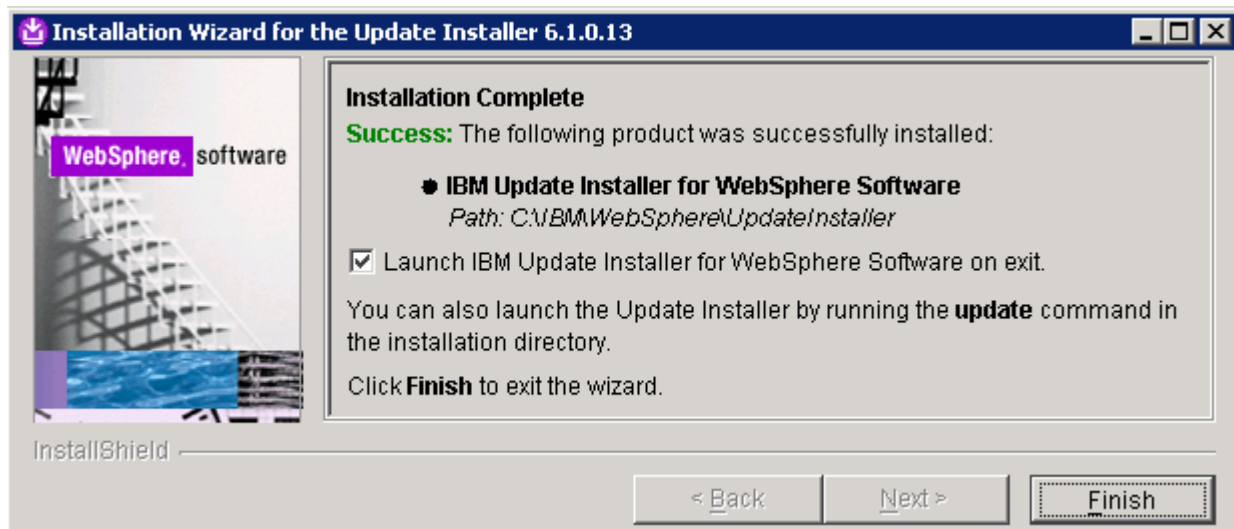 Installation Wizard for the Update Installer 6.1.0.13
WebSphere. software
Installation Complete
Success: The following product was successfully installed:
● IBM Update Installer for WebSphere Software
Path: C:\IBM\WebSphere\UpdateInstaller
Launch IBM Update Installer for WebSphere Software on exit.
You can also launch the Update Installer by running the update command in
the installation directory.
Click Finish to exit the wizard.
InstallShield
< Back
Next >
Finish